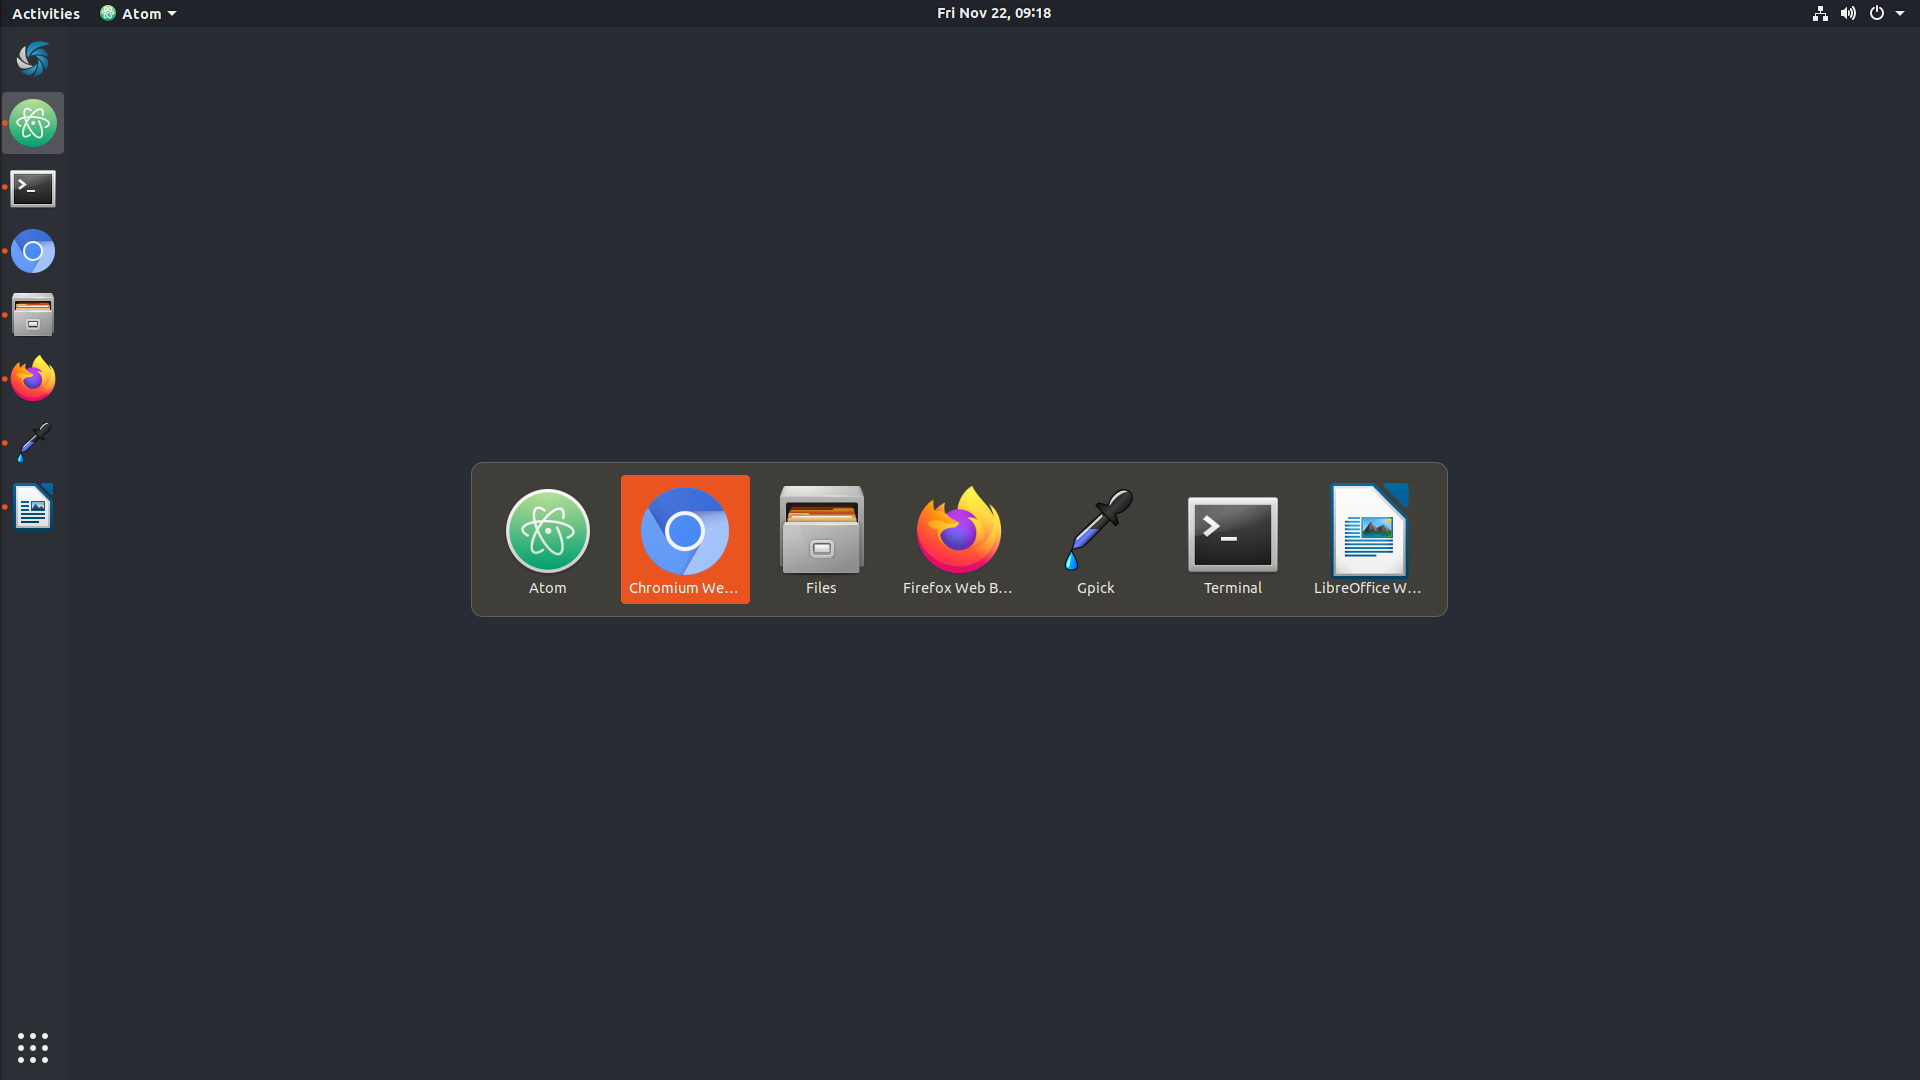 Activities
Atom
Fri Nov 22, 09:18
Atom
Chromium We…
Files
Firefox Web B…
Gpick
Terminal
LibreOffice W…